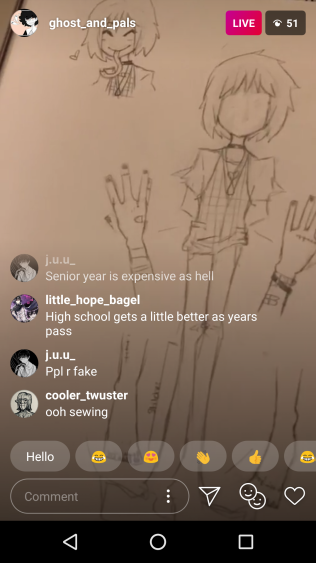 ghost_and_pals
LIVE
51
j.u.u_
Senior year is expensive as hell
little_hope_bagel
High school gets a little better as years
pass
j.u.u_
Ppl r fake
cooler_twuster
ooh sewing
Hello
Comment